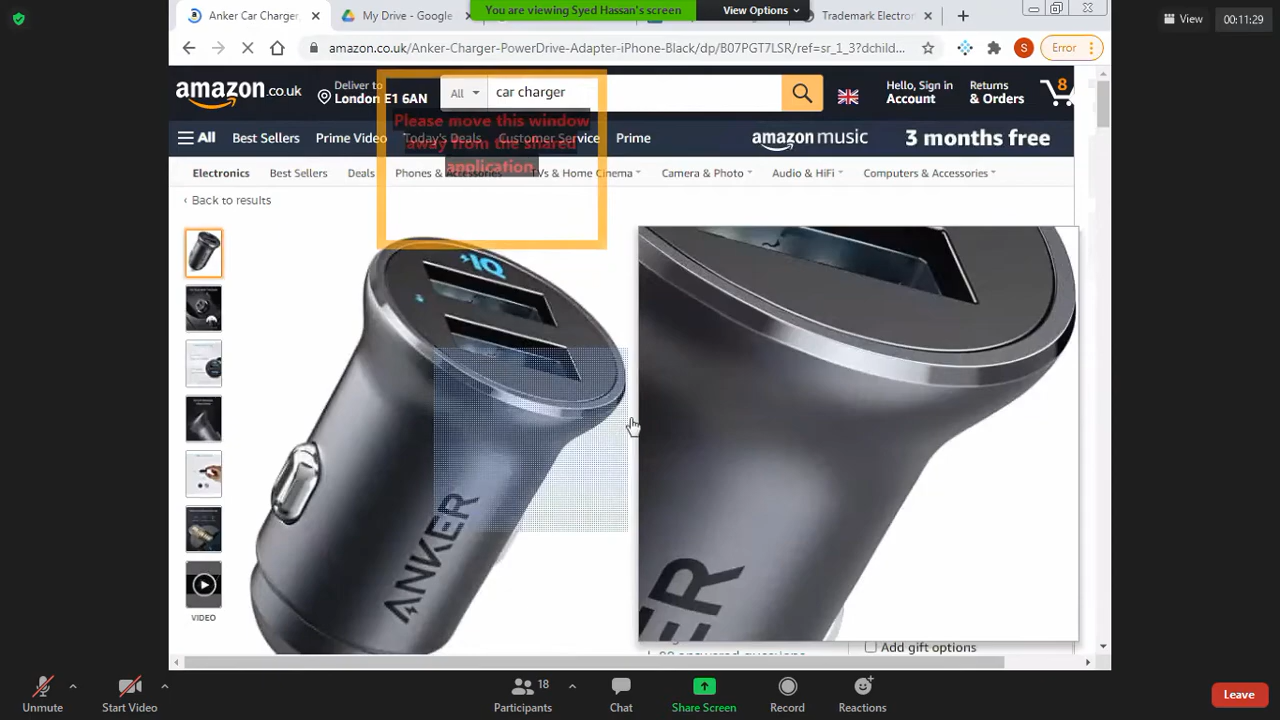 Anker Car Charger,
My Drive - Google
You are viewing Syed Hassan's screen
View Options
Trademark Electron
View
00:11:29
amazon.co.uk/Anker-Charger-PowerDrive-Adapter-iPhone-Black/dp/B07PGT7LSR/ref=sr_1_3?dchild...
S
Error
amazon.co.uk
Deliver to
London E1 6AN
All
car charger
Hello, Sign in
Account
Returns
& Orders
8
Please move this window
away from the shared
application.
All
Best Sellers
Prime Video
Today's Deals
Customer Service
Prime
amazon music
3 months free
Electronics
Best Sellers
Deals
Phones & Accessories
TVs & Home Cinema
Camera & Photo
Audio & HiFi
Computers & Accessories
‹ Back to results
IQ
ANKER
ER
VIDEO
Add gift options
Unmute
Start Video
18
Participants
Chat
Share Screen
Record
Reactions
Leave